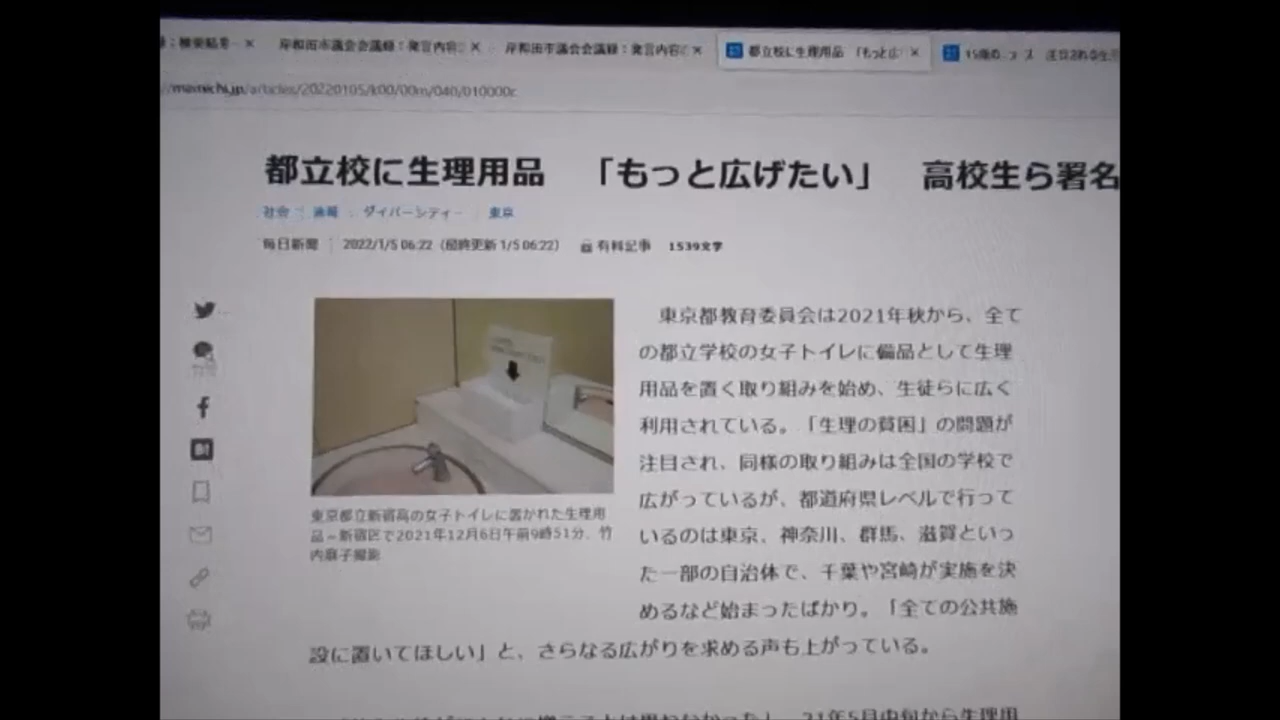 検索結果
岸和田市議会会議録:発言内容
岸和田市議会会議録:発言内容
都立校に生理用品 「もっと広
//mainichi.jp/articles/20220105/k00/00m/040/010000c
都立校に生理用品 「もっと広げたい」 高校生ら署名
社会 速報 ダイバーシティー 東京
毎日新聞 2022/1/5 06:22(最終更新 1/5 06:22) 有料記事 1539文字
東京都教育委員会は2021年秋から、全て
の都立学校の女子トイレに備品として生理
用品を置く取り組みを始め、生徒らに広く
利用されている。「生理の貧困」の問題が
注目され、同様の取り組みは全国の学校で
広がっているが、都道府県レベルで行って
いるのは東京、神奈川、群馬、滋賀といっ
た一部の自治体で、千葉や宮崎が実施を決
めるなど始まったばかり。「全ての公共施
設に置いてほしい」と、さらなる広がりを求める声も上がっている。
東京都立新宿高の女子トイレに置かれた生理用
品=新宿区で2021年12月6日午前9時51分、竹
内麻子撮影
21年5月中旬から生理用